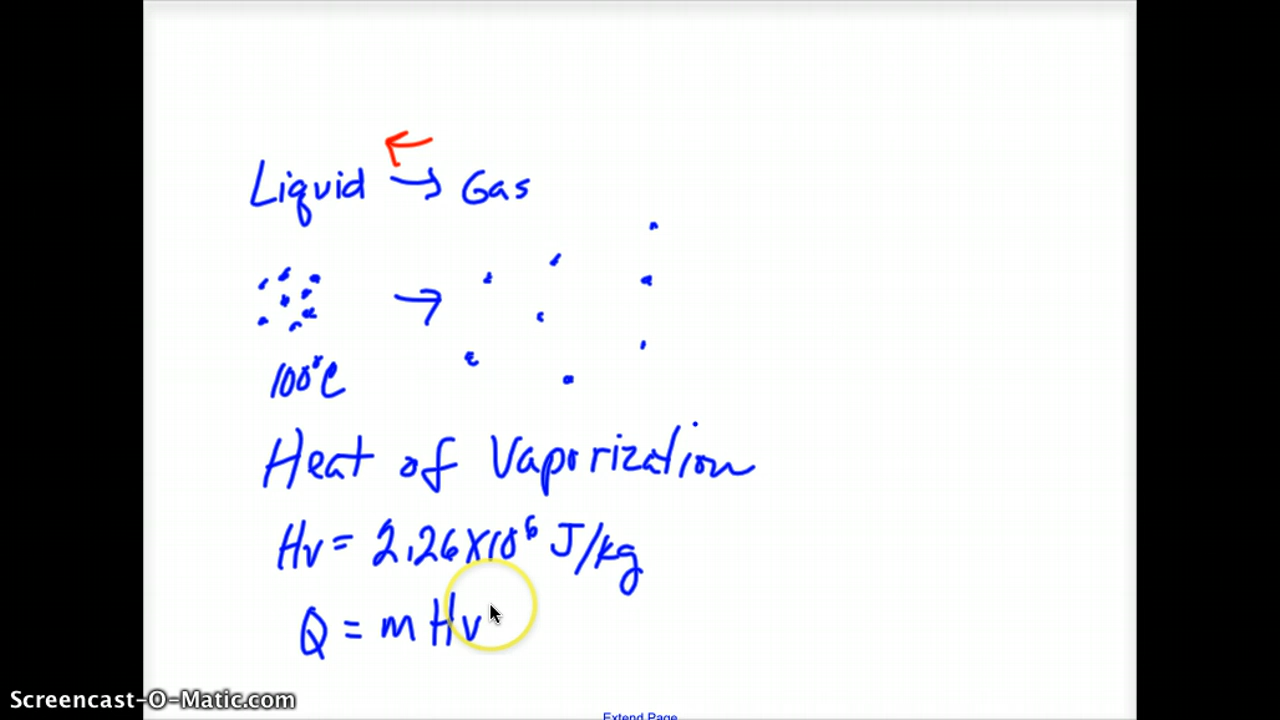 Liquid → Gas
→
100°C
Heat of Vaporization
Hv = 2.26x10⁶ J/kg
Q = m Hv
Screencast-O-Matic.com
Extend Page